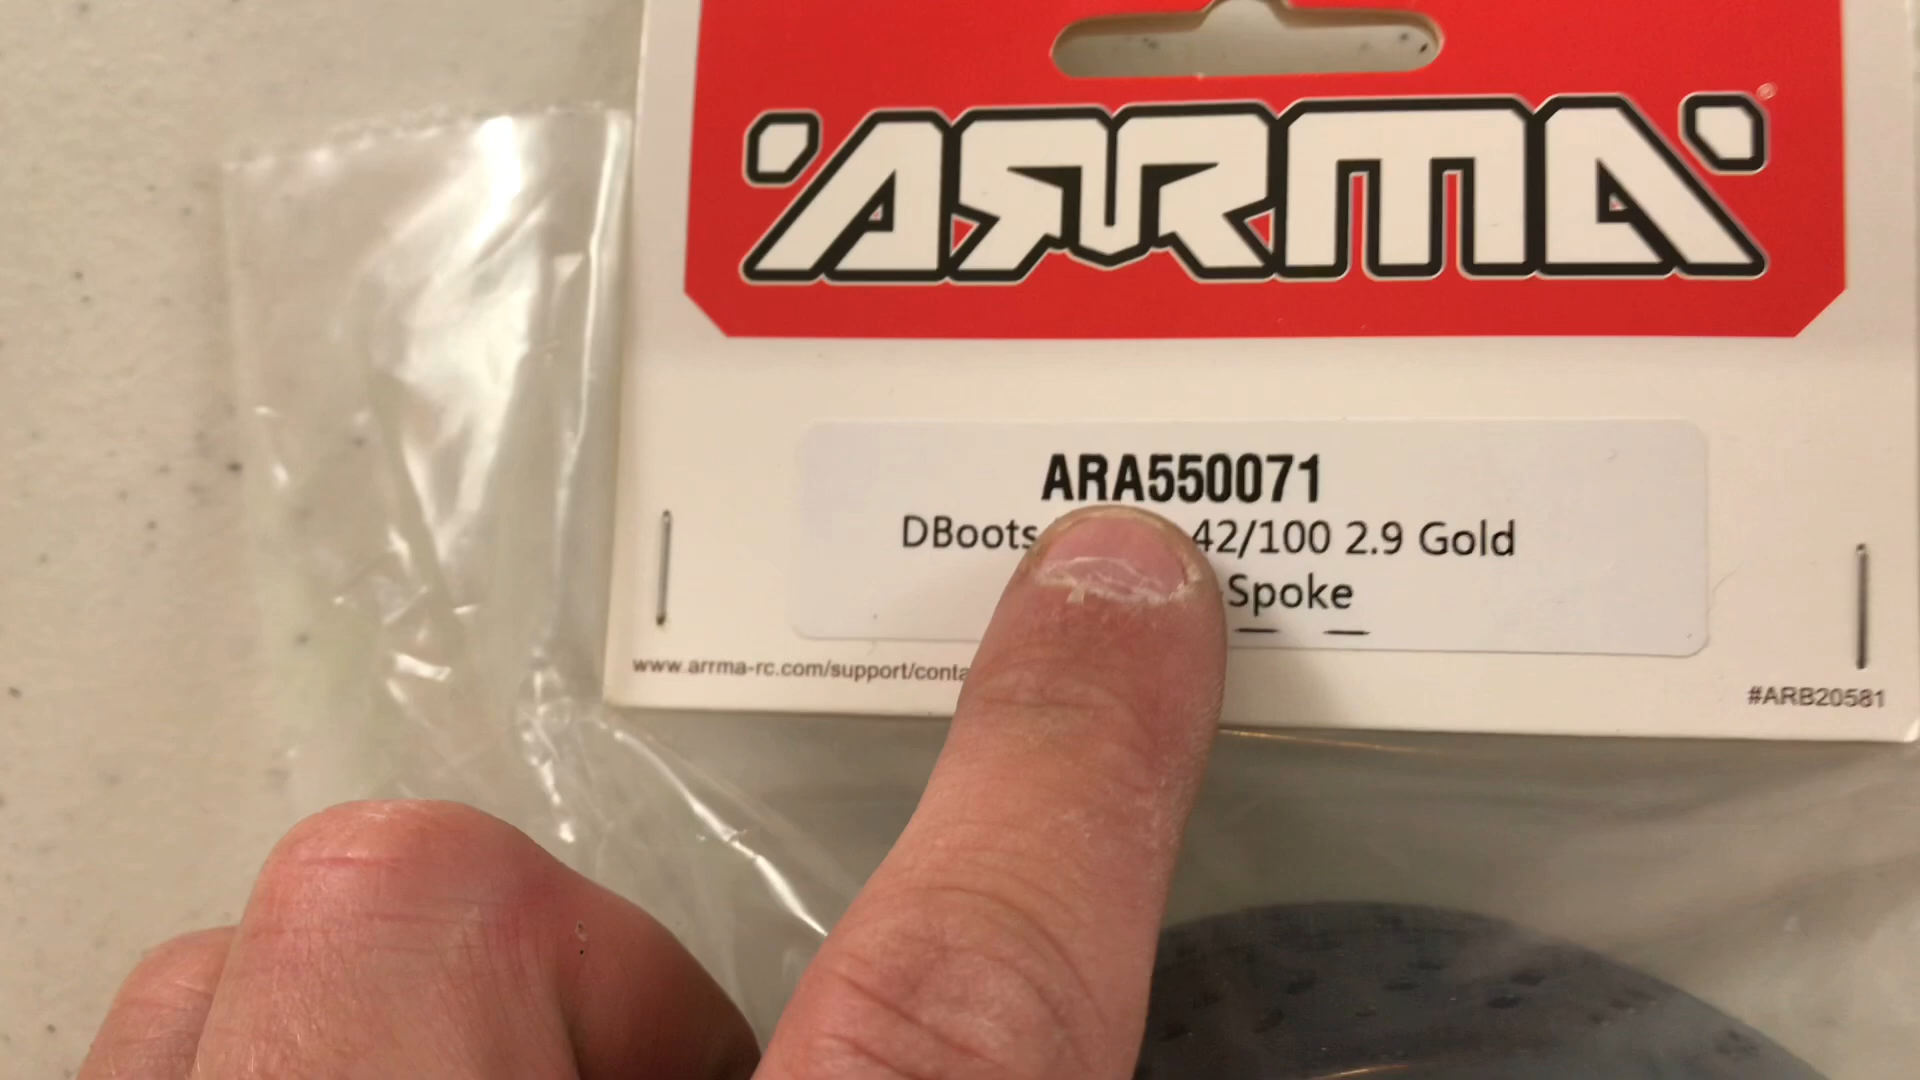 ARRMA®
ARA550071
DBoots 42/100 2.9 Gold
Spoke
www.arrma-rc.com/support/conta
#ARB20581